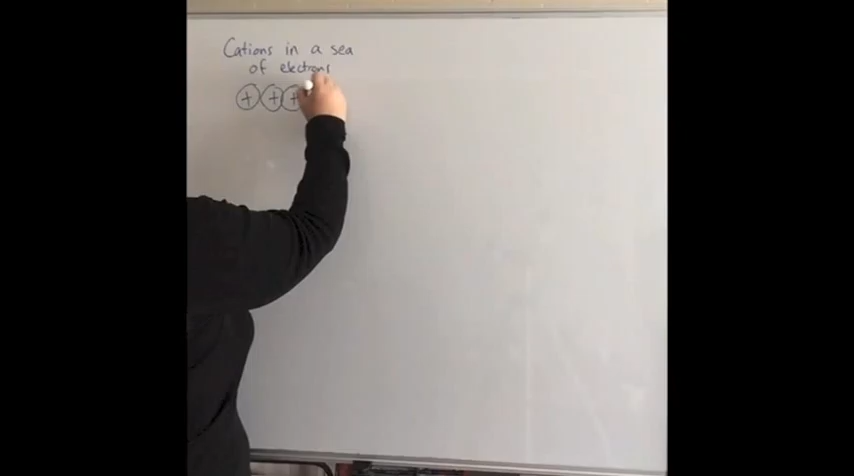 Cations in a sea
of electrons
+ + +